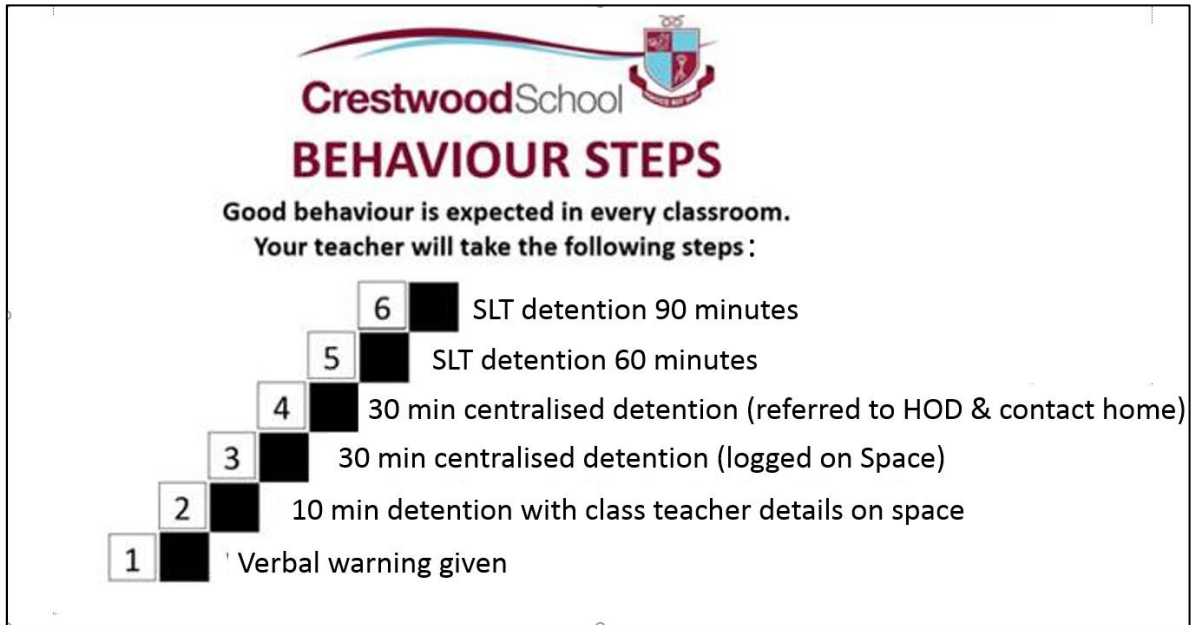 CrestwoodSchool
BEHAVIOUR STEPS
Good behaviour is expected in every classroom.
Your teacher will take the following steps:
6 SLT detention 90 minutes
5 SLT detention 60 minutes
4 30 min centralised detention (referred to HOD & contact home)
3 30 min centralised detention (logged on Space)
2 10 min detention with class teacher details on space
1 ' Verbal warning given